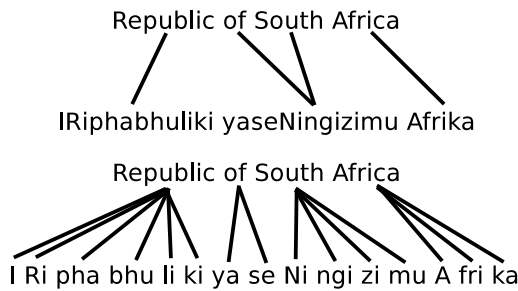 Republic of South Africa
IRiphabhuliki yaseNingizimu Afrika
Republic of South Africa
I Ri pha bhu li ki ya se Ni ngi zi mu A fri ka